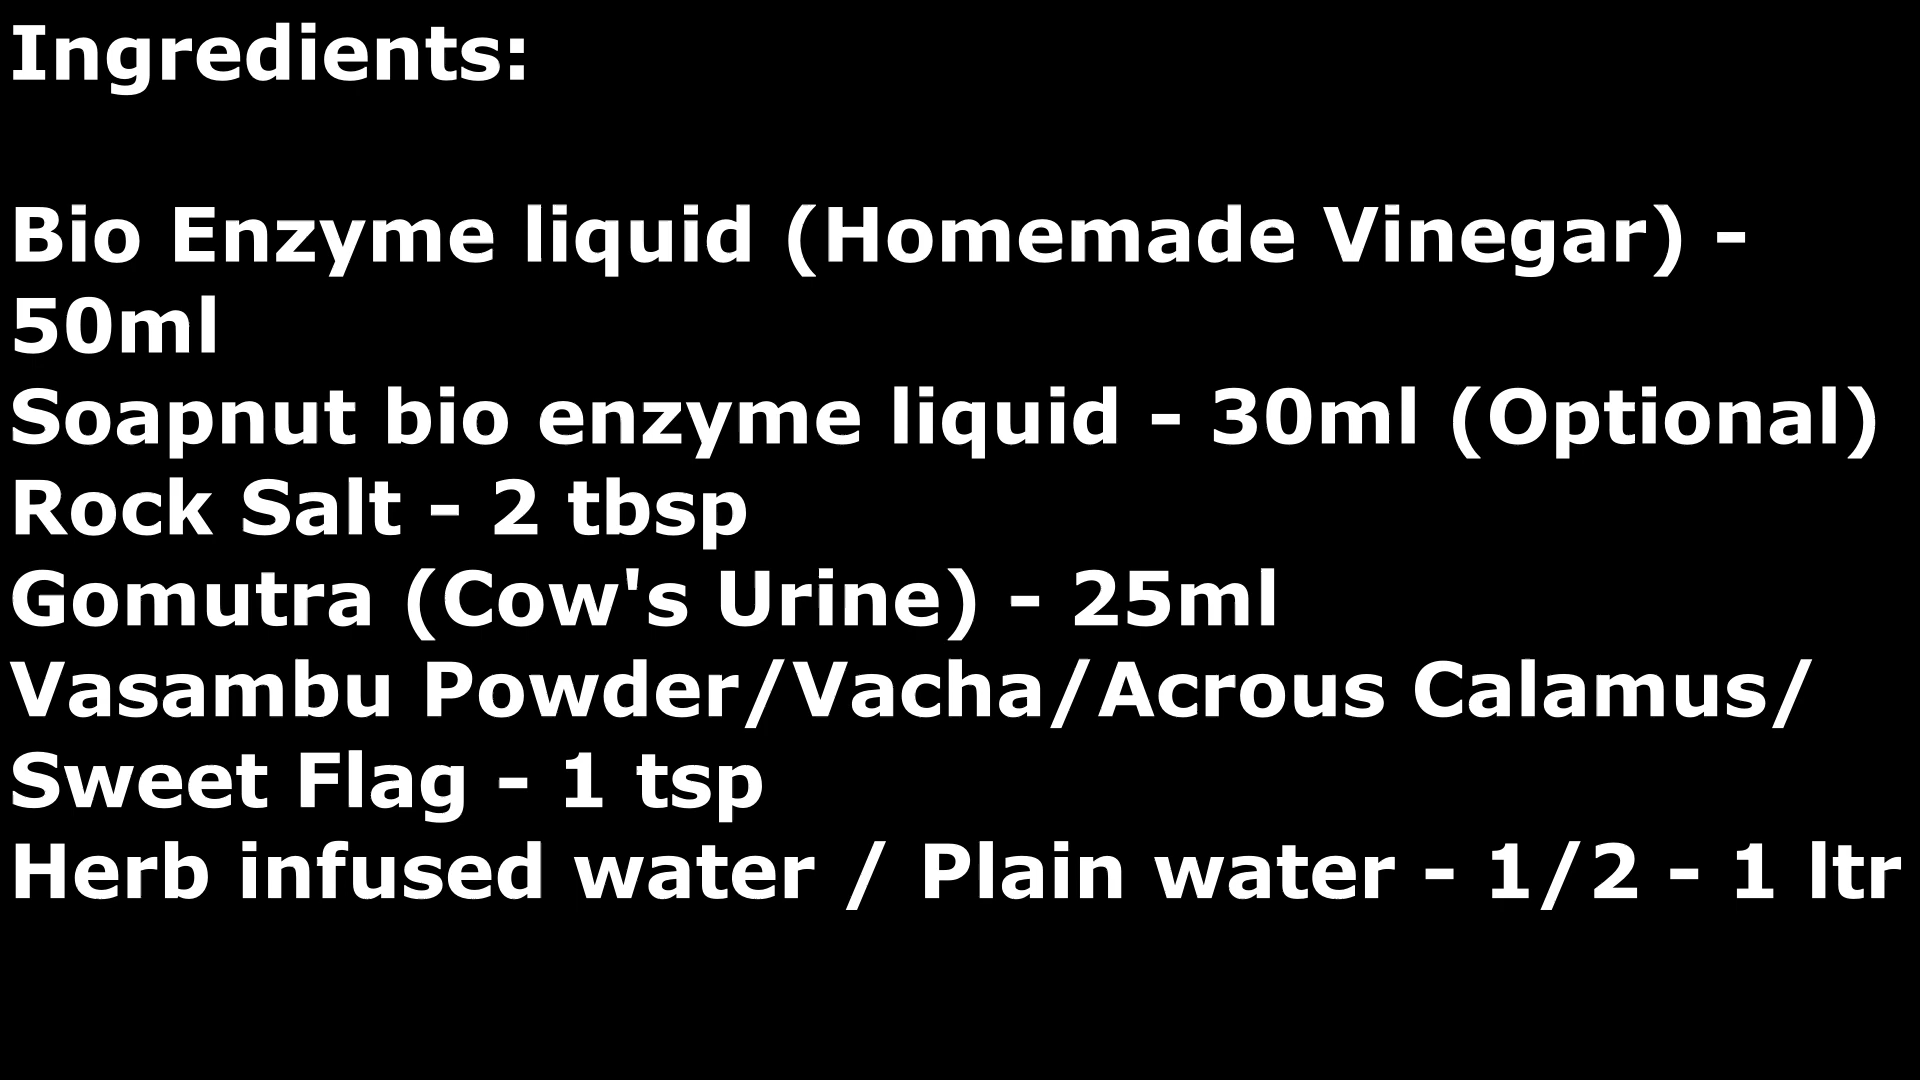 Ingredients:
Bio Enzyme liquid (Homemade Vinegar) -
50ml
Soapnut bio enzyme liquid - 30ml (Optional)
Rock Salt - 2 tbsp
Gomutra (Cow's Urine) - 25ml
Vasambu Powder/Vacha/Acrous Calamus/
Sweet Flag - 1 tsp
Herb infused water / Plain water - 1/2 - 1 ltr